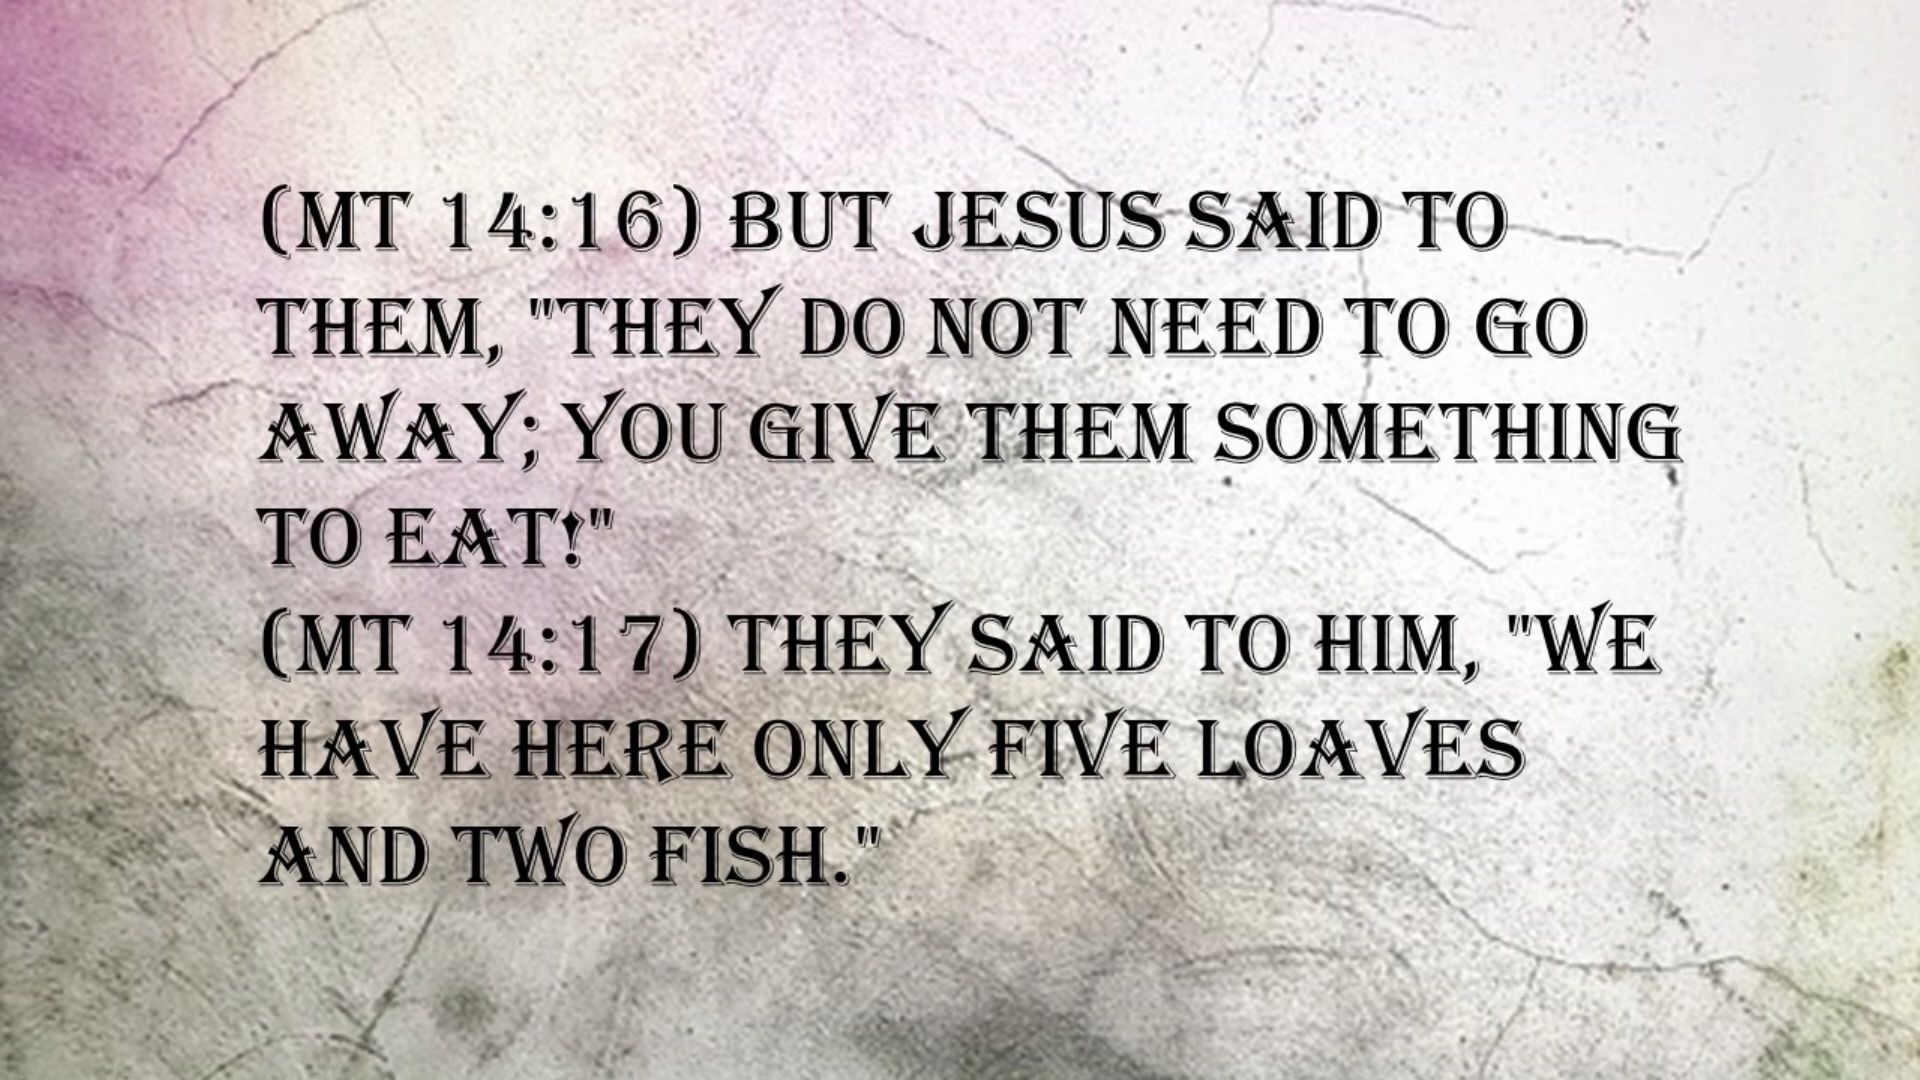 (MT 14:16) BUT JESUS SAID TO
THEM, "THEY DO NOT NEED TO GO
AWAY; YOU GIVE THEM SOMETHING
TO EAT!"
(MT 14:17) THEY SAID TO HIM, "WE
HAVE HERE ONLY FIVE LOAVES
AND TWO FISH."